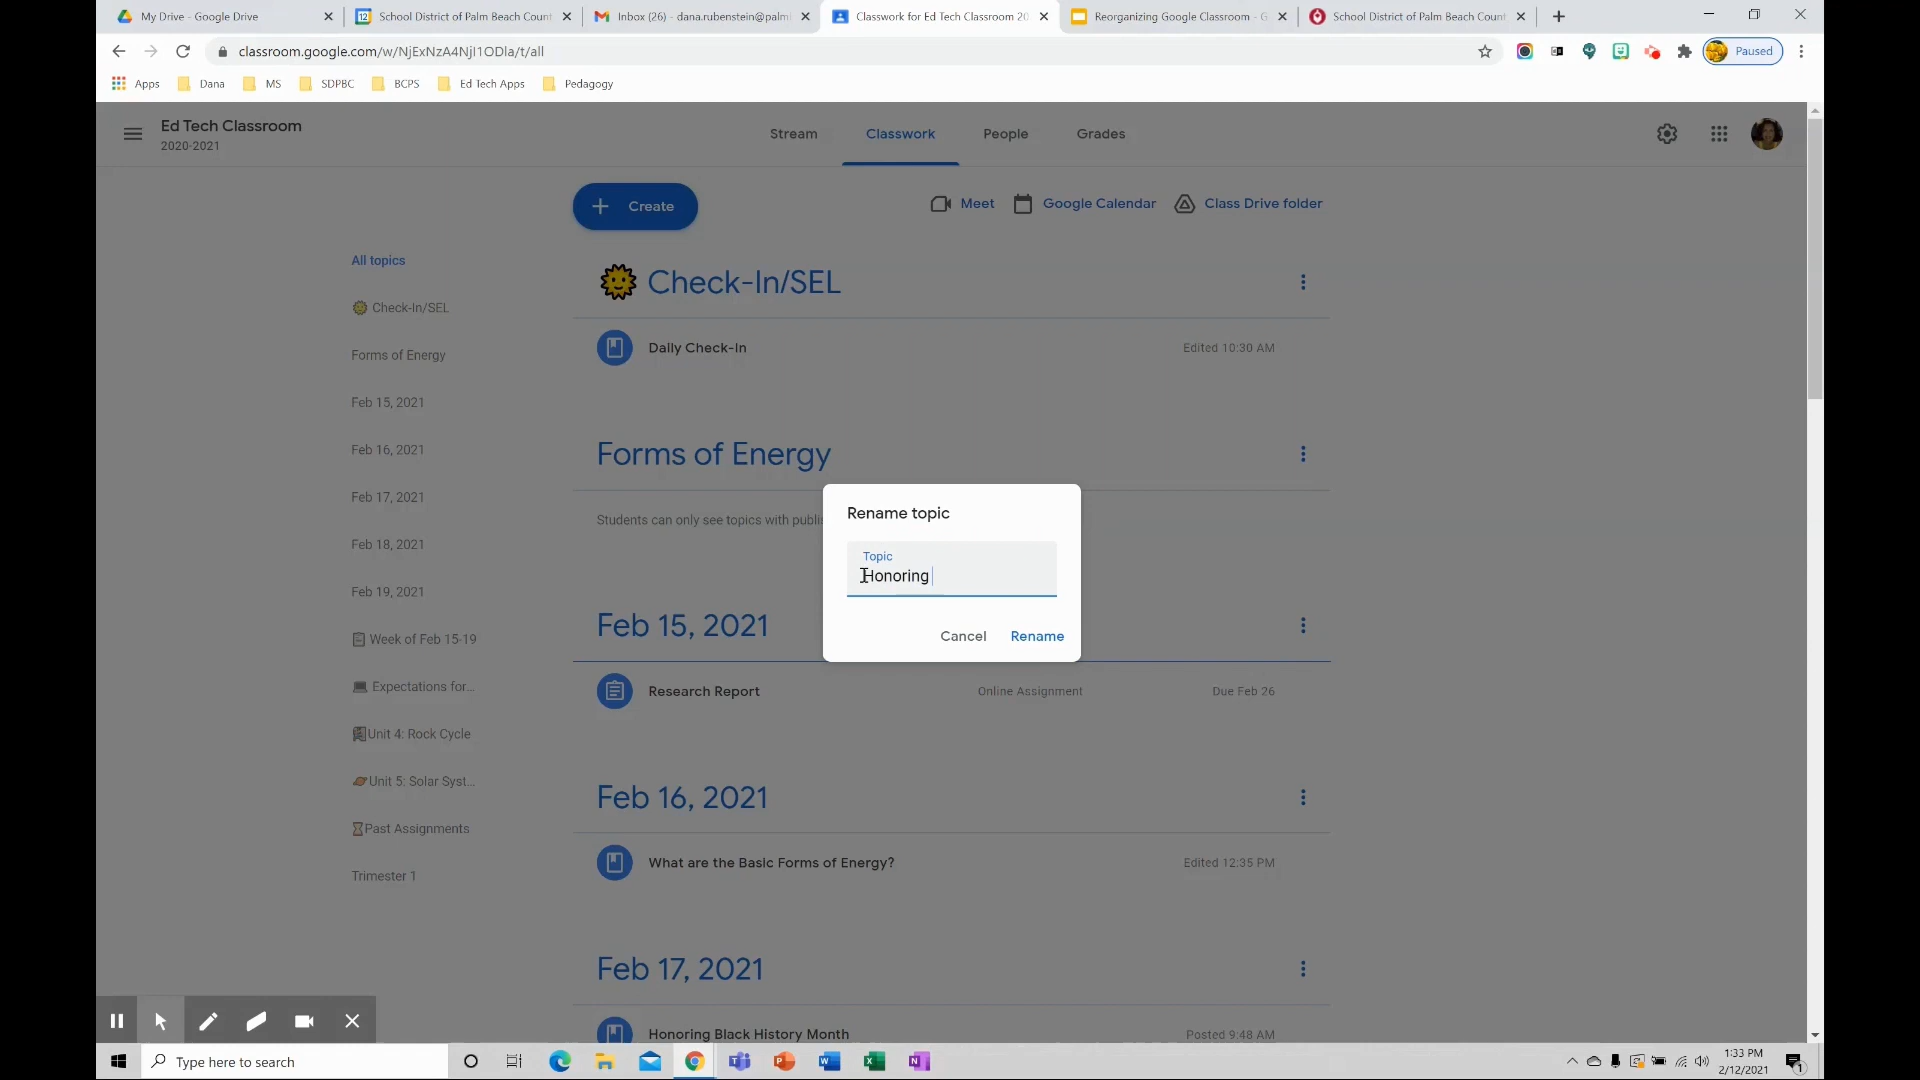 My Drive - Google Drive
School District of Palm Beach Count
Inbox (26) - dana.rubenstein@palm
Classwork for Ed Tech Classroom 20
Reorganizing Google Classroom - G
School District of Palm Beach Count
classroom.google.com/w/NjExNzA4NjI1ODla/t/all
Paused
Apps
Dana
MS
SDPBC
BCPS
Ed Tech Apps
Pedagogy
Ed Tech Classroom
2020-2021
Stream
Classwork
People
Grades
Create
Meet
Google Calendar
Class Drive folder
All topics
Check-In/SEL
Forms of Energy
Feb 15, 2021
Feb 16, 2021
Feb 17, 2021
Feb 18, 2021
Feb 19, 2021
Week of Feb 15-19
Expectations for...
Unit 4: Rock Cycle
Unit 5: Solar Syst...
Past Assignments
Trimester 1
Check-In/SEL
Daily Check-In
Edited 10:30 AM
Forms of Energy
Students can only see topics with publi
Rename topic
Topic
Honoring
Cancel
Rename
Feb 15, 2021
Research Report
Online Assignment
Due Feb 26
Feb 16, 2021
What are the Basic Forms of Energy?
Edited 12:35 PM
Feb 17, 2021
Honoring Black History Month
Posted 9:48 AM
Type here to search
1:33 PM
2/12/2021